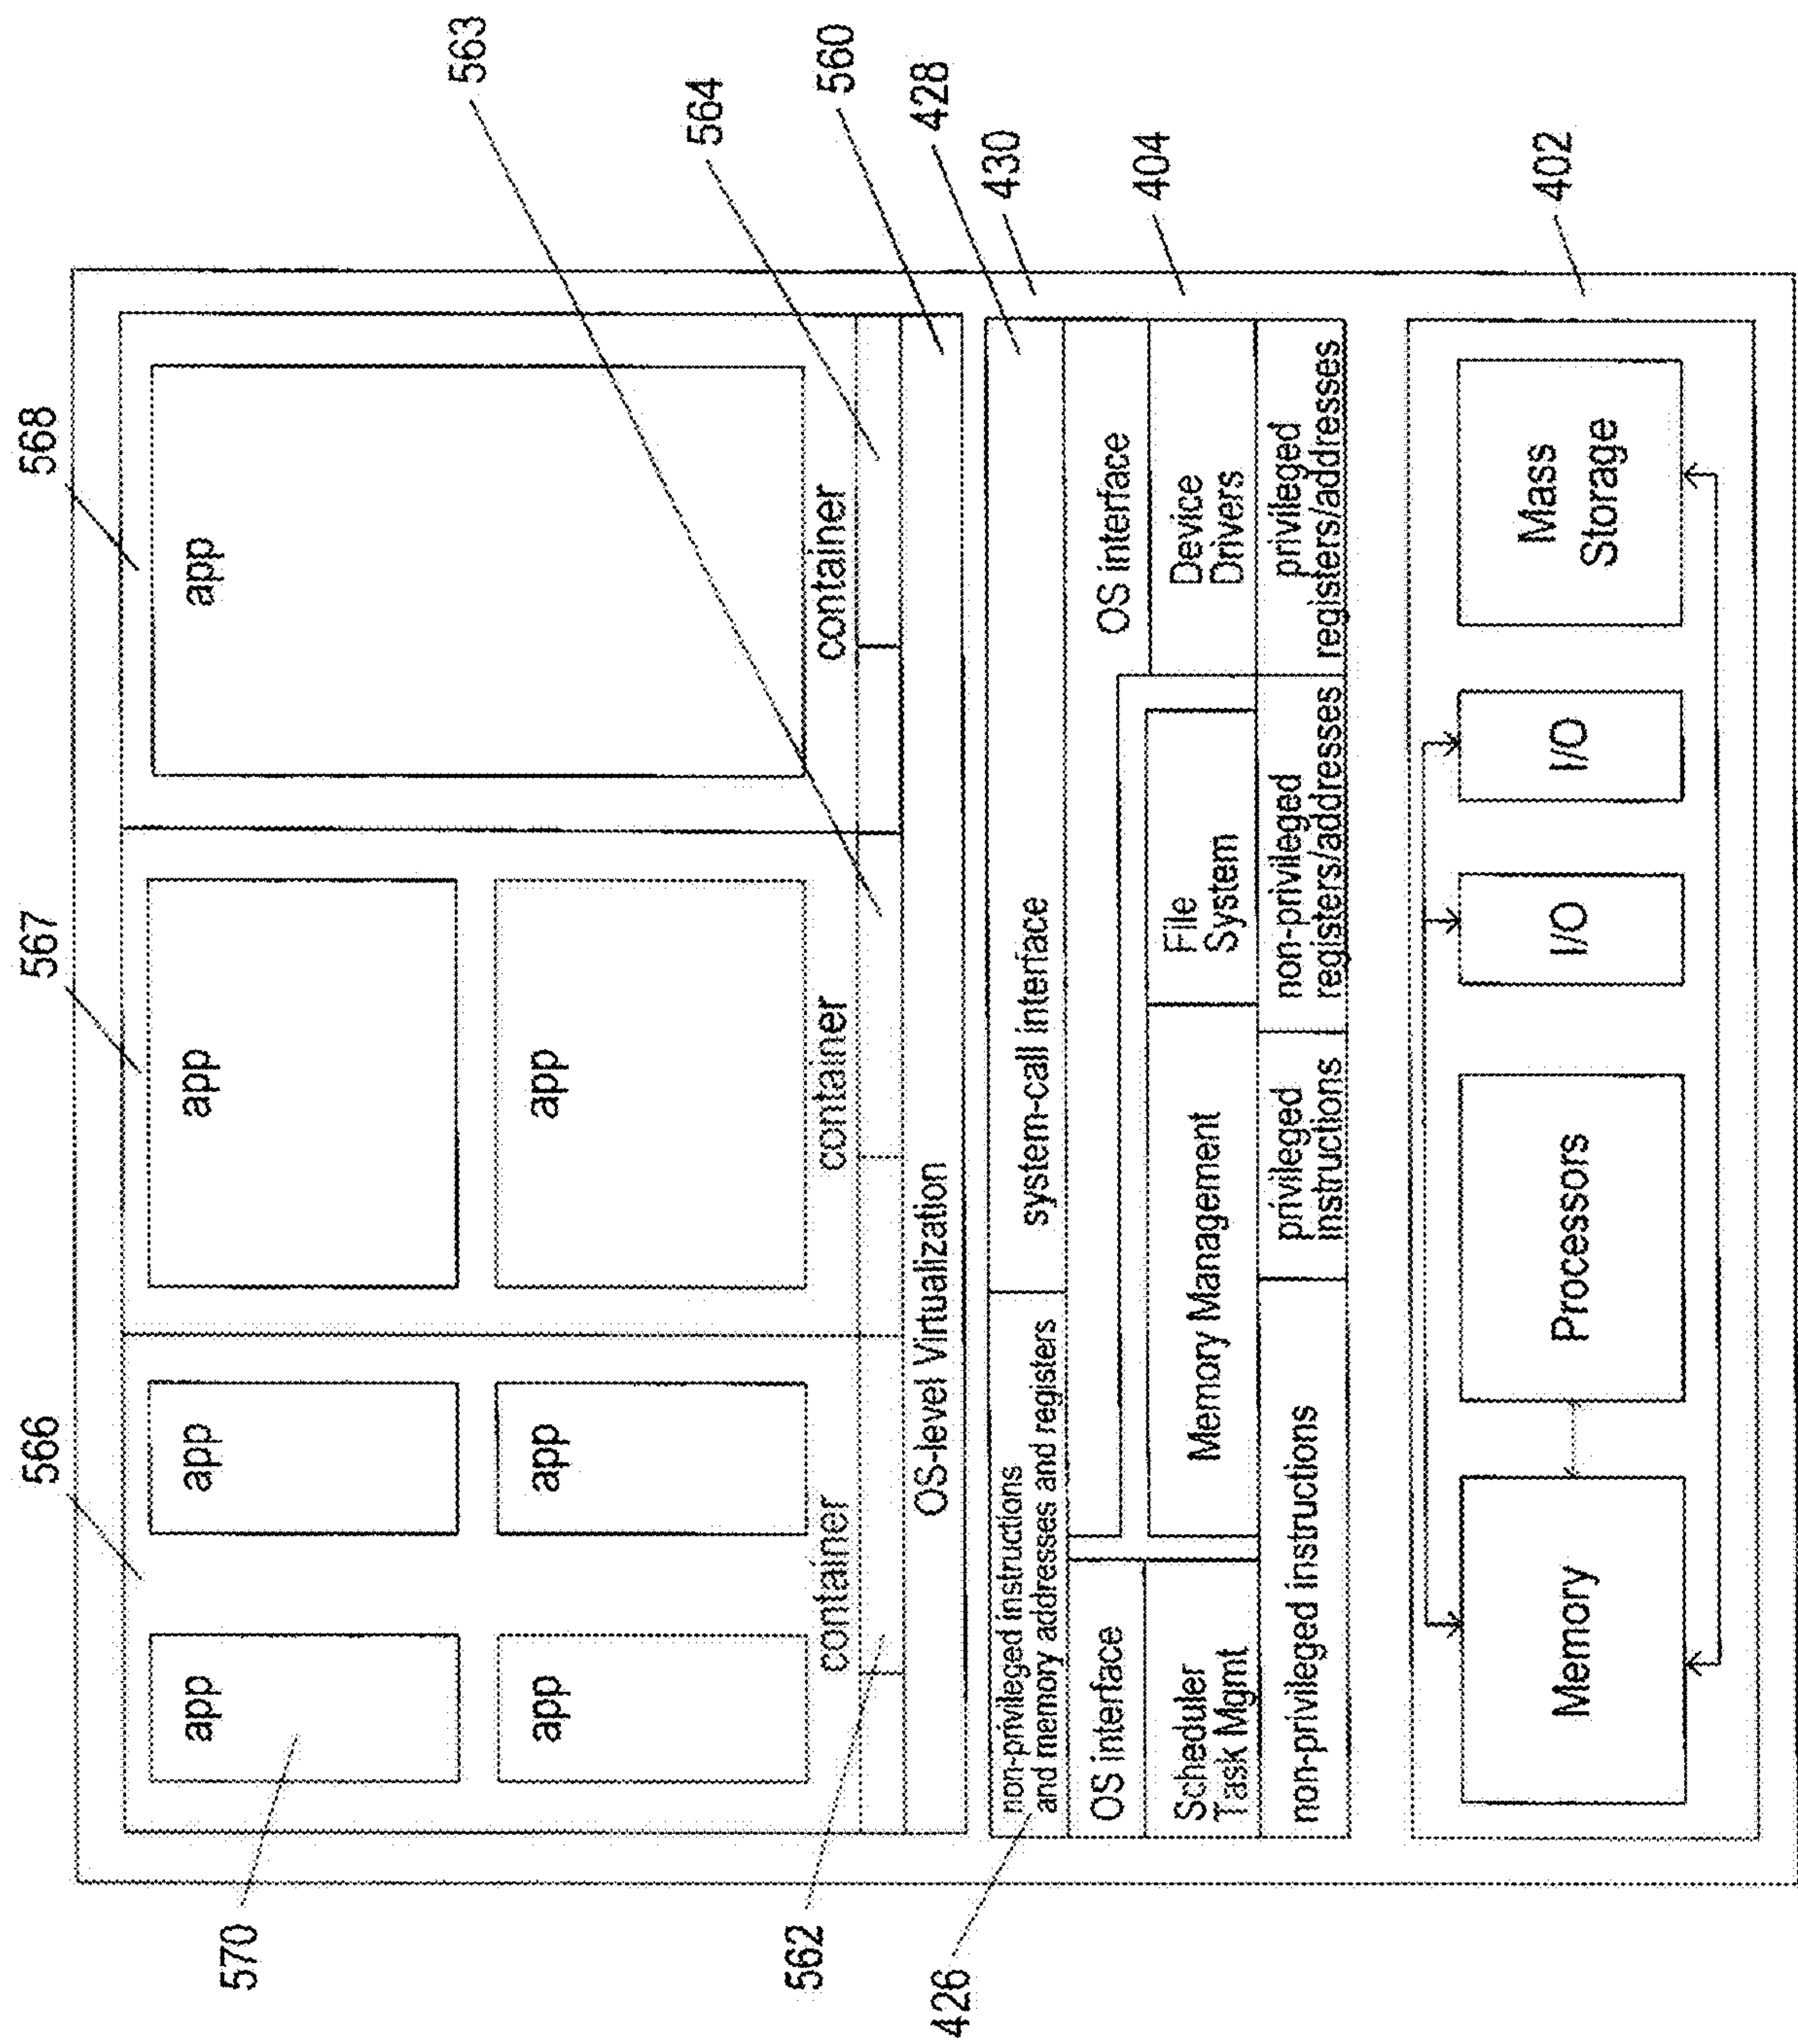 566
567
568
563
564
560
428
430
404
402
570
562
426
app
app
app
app
container
app
app
container
app
container
OS-level Virtualization
non-privileged instructions
and memory addresses and registers
system-call interface
OS interface
OS interface
Scheduler
Task Mgmt
Memory Management
File
System
Device
Drivers
non-privileged instructions
privileged
instructions
non-privileged
registers/addresses
privileged
registers/addresses
Memory
Processors
I/O
I/O
Mass
Storage